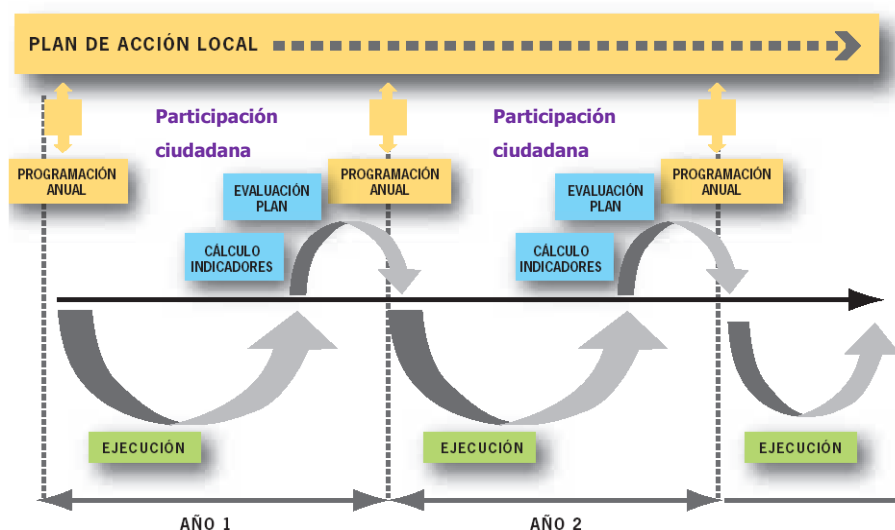 PLAN DE ACCIÓN LOCAL
Participación
ciudadana
Participación
ciudadana
PROGRAMACIÓN
ANUAL
EVALUACIÓN
PLAN
PROGRAMACIÓN
ANUAL
EVALUACIÓN
PLAN
PROGRAMACIÓN
ANUAL
CÁLCULO
INDICADORES
CÁLCULO
INDICADORES
EJECUCIÓN
EJECUCIÓN
EJECUCIÓN
AÑO 1
AÑO 2